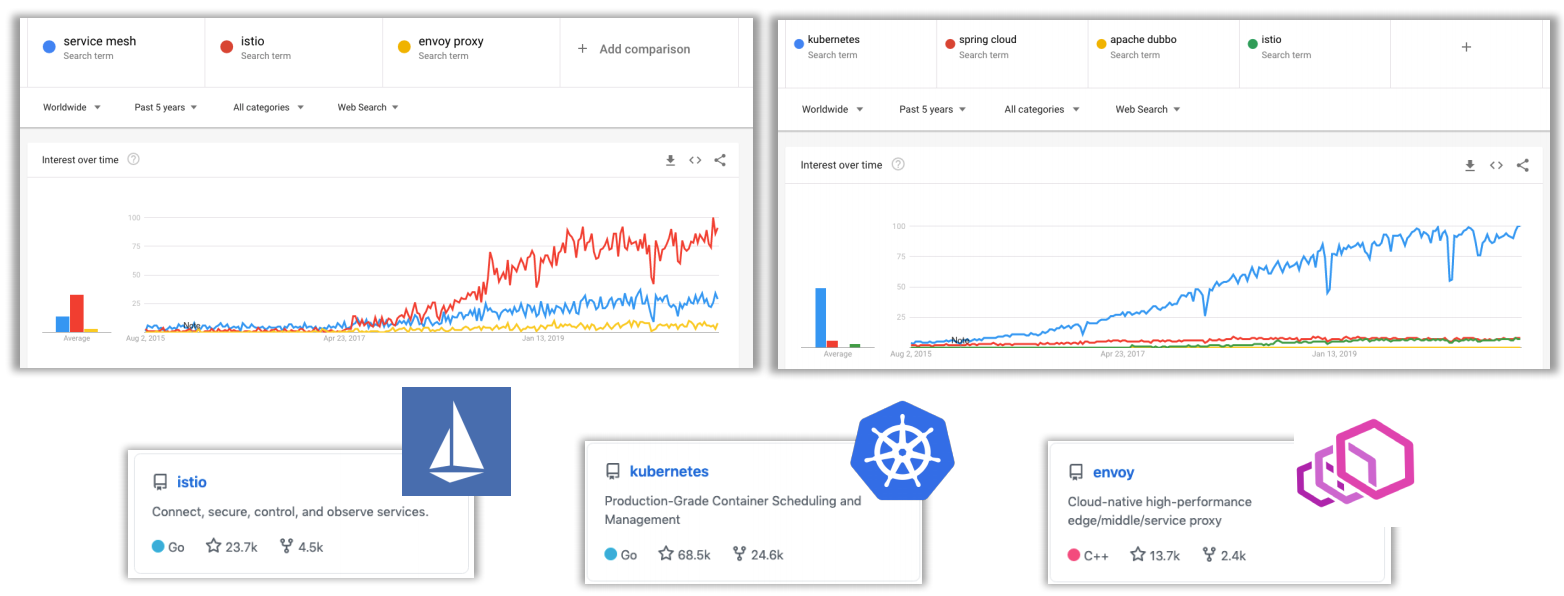 service mesh
Search term
istio
Search term
envoy proxy
Search term
+ Add comparison
Worldwide
Past 5 years
All categories
Web Search
Interest over time
100
75
50
25
Note
Average
Aug 2, 2015
Apr 23, 2017
Jan 13, 2019
kubernetes
Search term
spring cloud
Search term
apache dubbo
Search term
istio
Search term
+
Worldwide
Past 5 years
All categories
Web Search
Interest over time
100
75
50
25
Note
Average
Aug 2, 2015
Apr 23, 2017
Jan 13, 2019
istio
Connect, secure, control, and observe services.
Go 23.7k 4.5k
kubernetes
Production-Grade Container Scheduling and
Management
Go 68.5k 24.6k
envoy
Cloud-native high-performance
edge/middle/service proxy
C++ 13.7k 2.4k